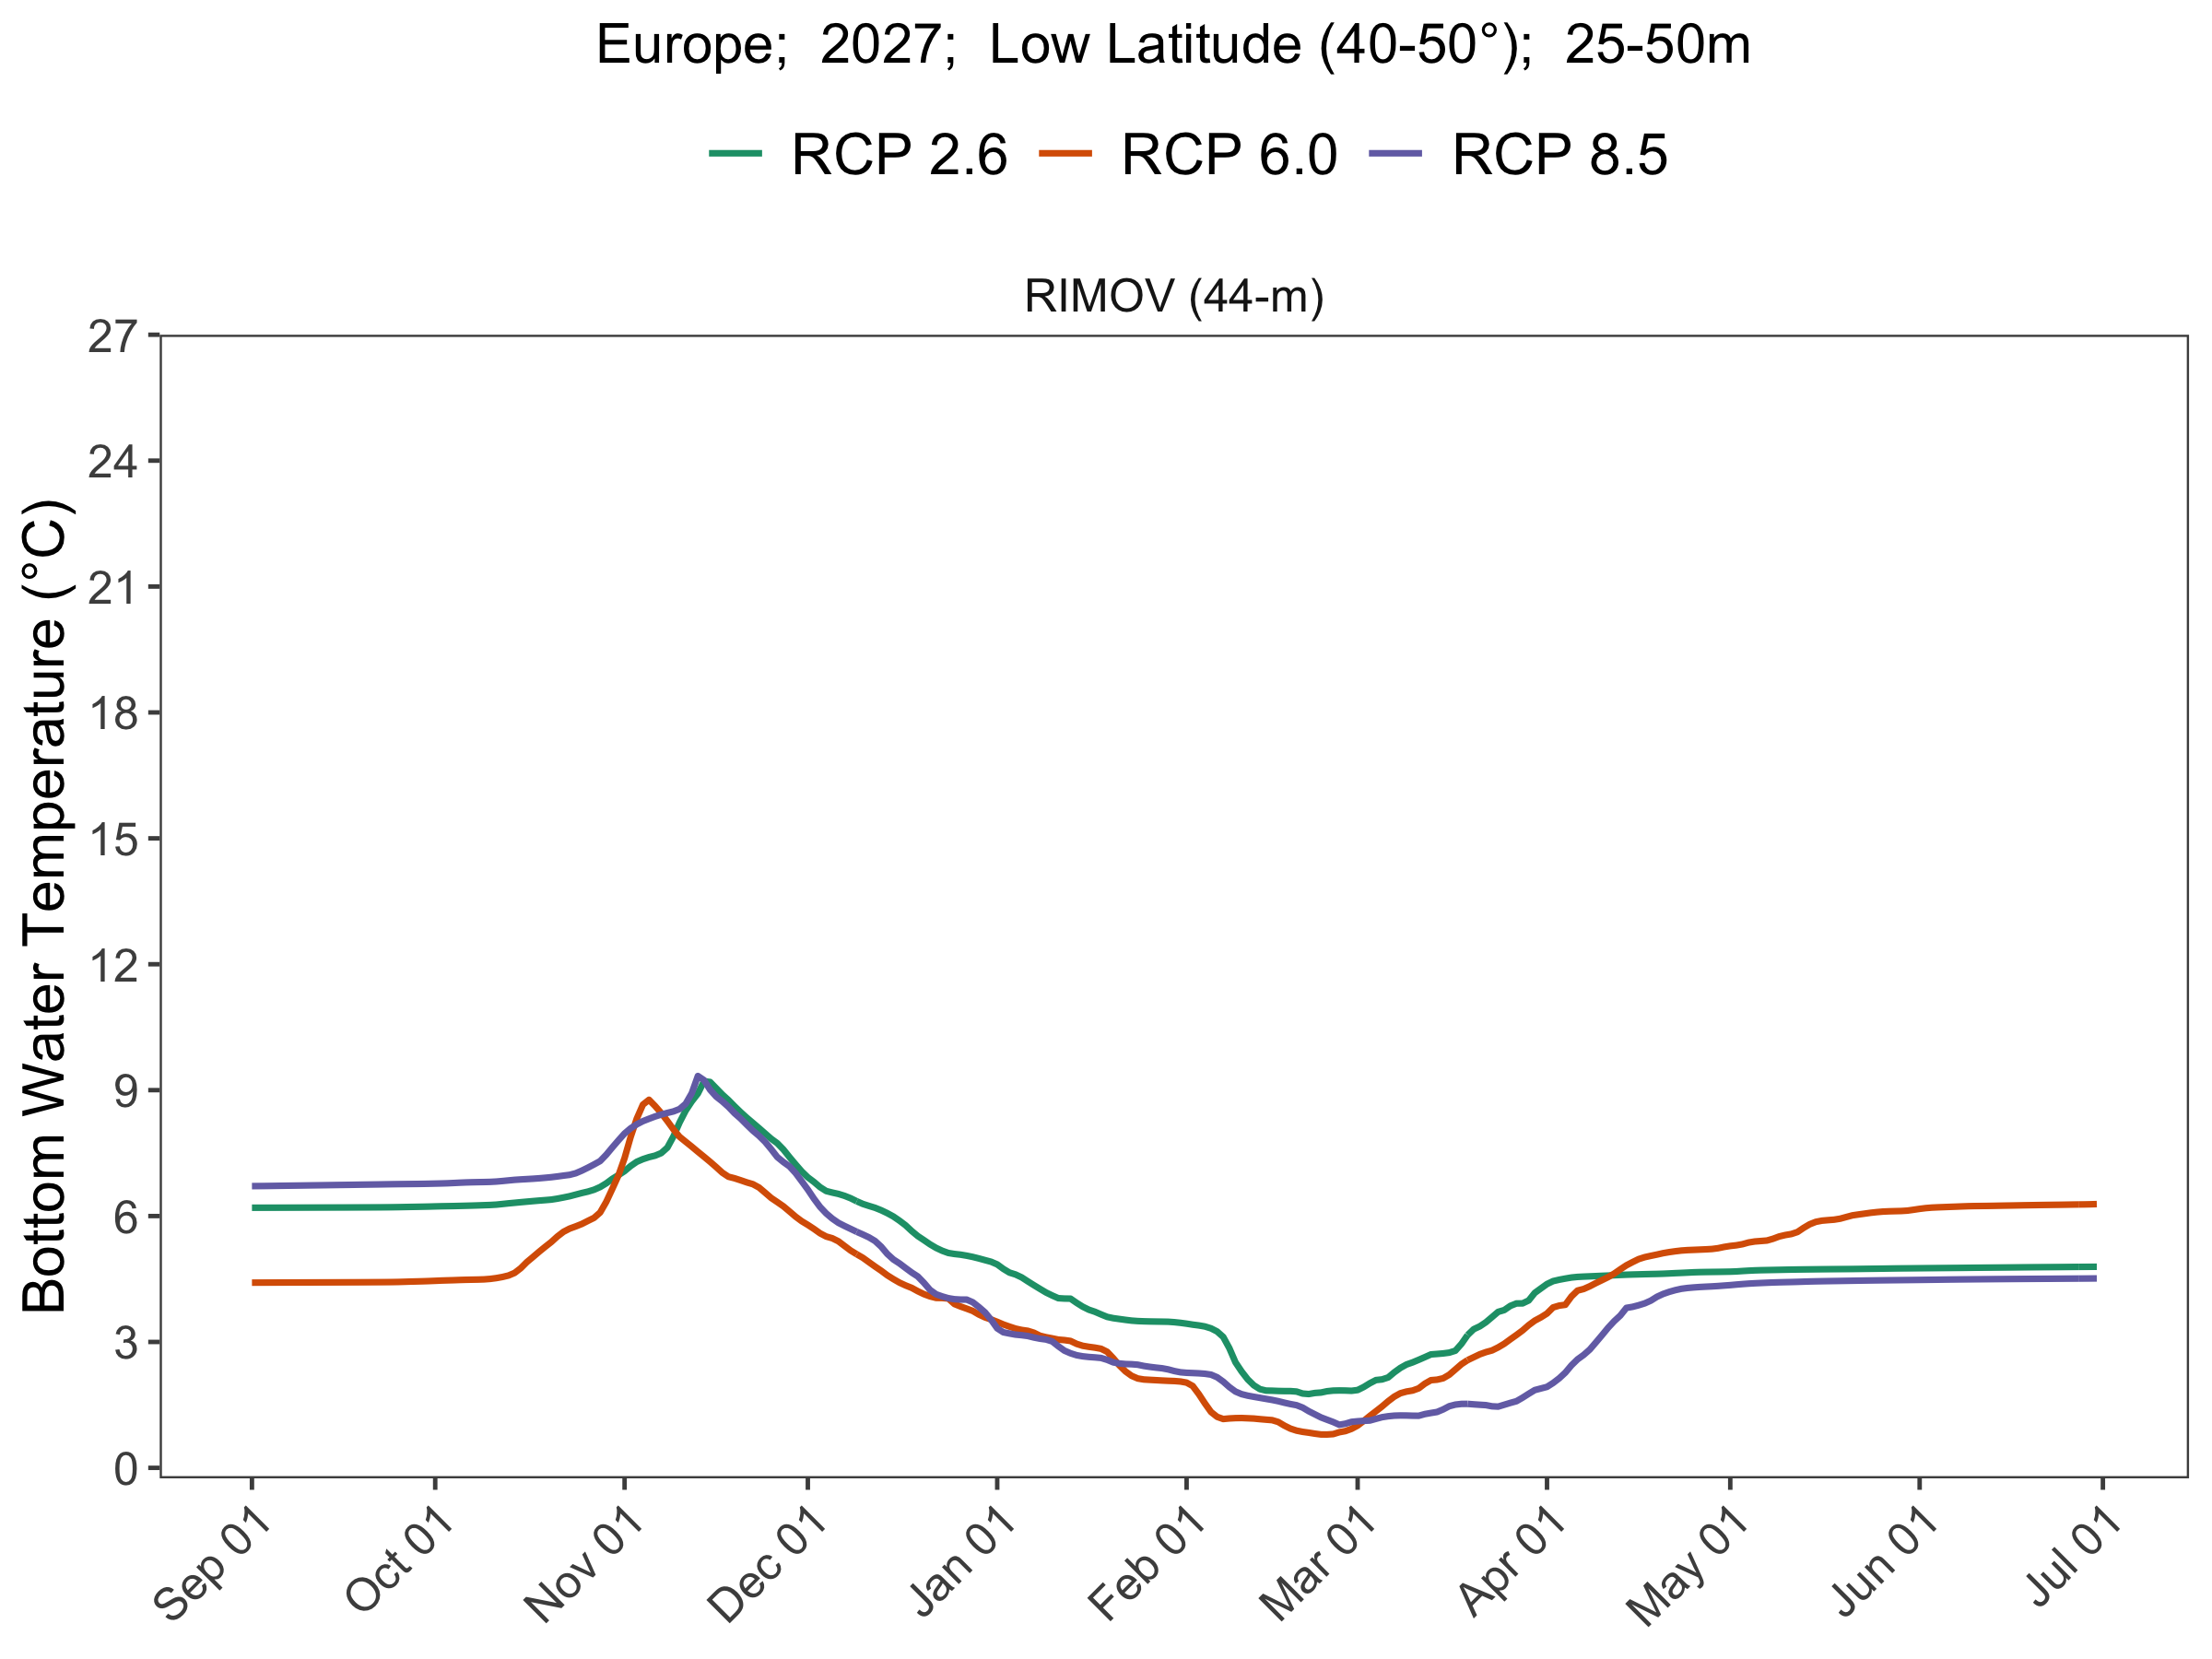 Europe;  2027;  Low Latitude (40-50°);  25-50m
RCP 2.6 RCP 6.0 RCP 8.5
RIMOV (44-m)
Bottom Water Temperature (°C)
27
24
21
18
15
12
9
6
3
0
Sep 01
Oct 01
Nov 01
Dec 01
Jan 01
Feb 01
Mar 01
Apr 01
May 01
Jun 01
Jul 01